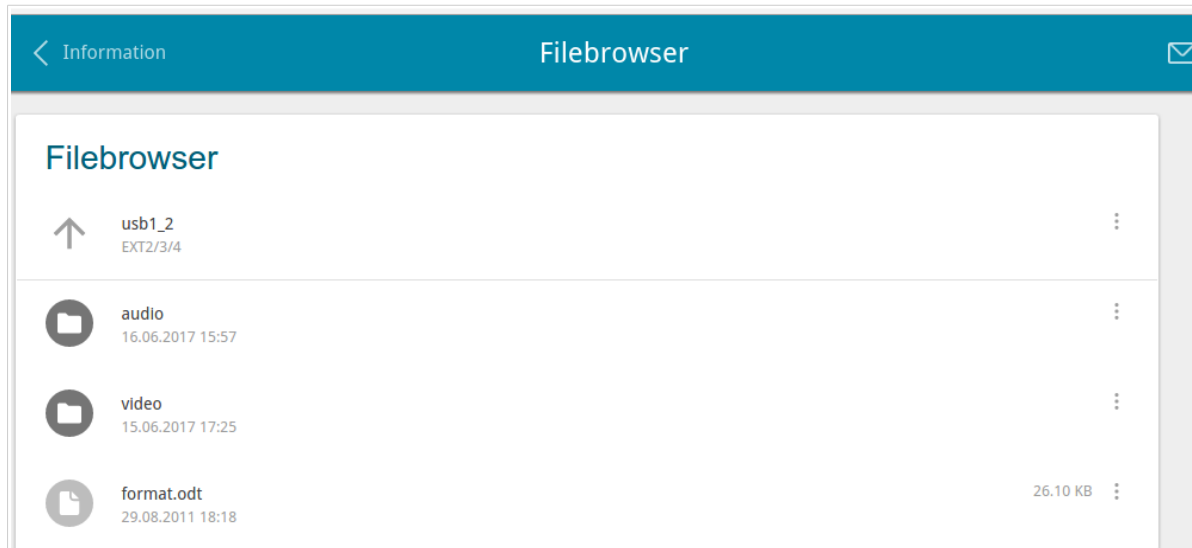 Information
Filebrowser
Filebrowser
usb1_2
EXT2/3/4
audio
16.06.2017 15:57
video
15.06.2017 17:25
format.odt
26.10 KB
29.08.2011 18:18